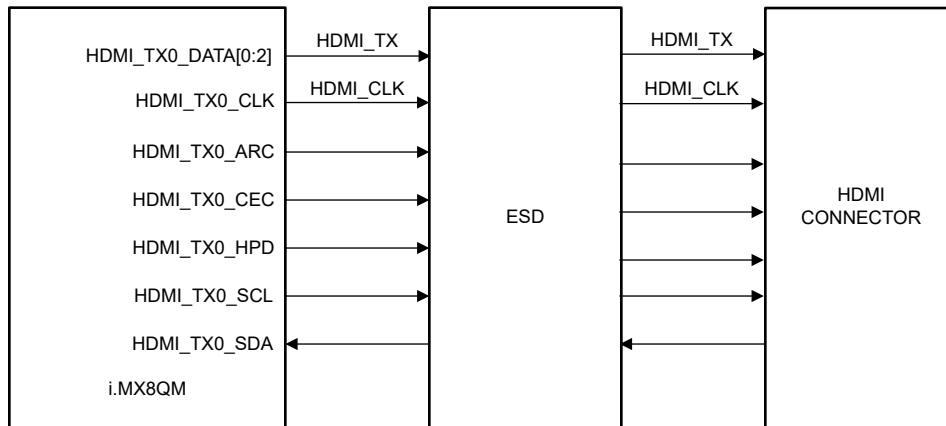 HDMI_TX0_DATA[0:2]
HDMI_TX
HDMI_TX
HDMI_TX0_CLK
HDMI_CLK
HDMI_CLK
HDMI_TX0_ARC
HDMI_TX0_CEC
HDMI_TX0_HPD
HDMI_TX0_SCL
HDMI_TX0_SDA
i.MX8QM
ESD
HDMI
CONNECTOR